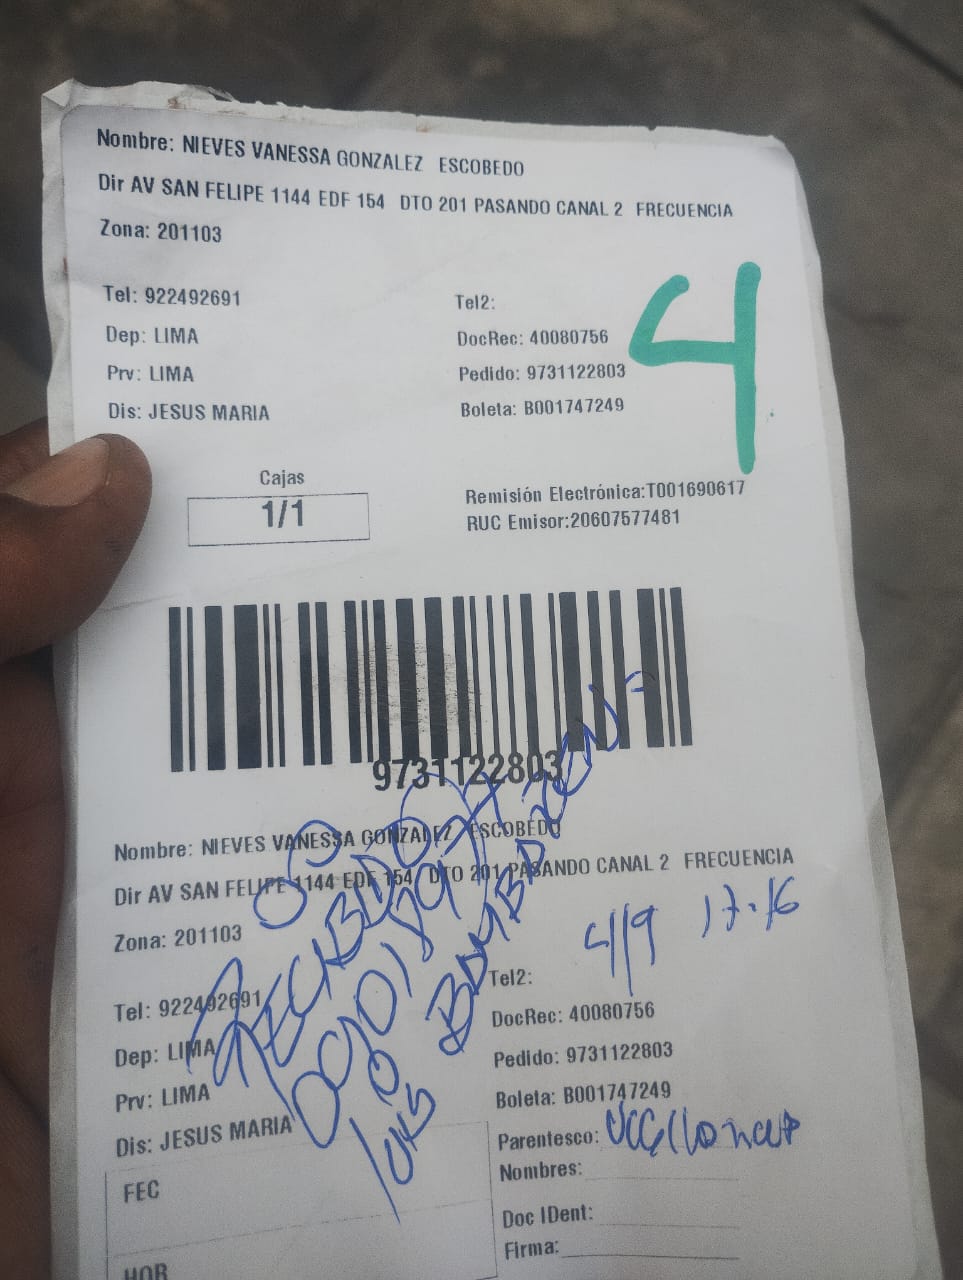 Nombre: NIEVES VANESSA GONZALEZ ESCOBEDO
Dir AV SAN FELIPE 1144 EDF 154 DTO 201 PASANDO CANAL 2 FRECUENCIA
Zona: 201103
Tel: 922492691
Tel2:
Dep: LIMA
DocRec: 40080756
Prv: LIMA
Pedido: 9731122803
Dis: JESUS MARIA
Boleta: B001747249
4
Cajas
1/1
Remisión Electrónica:T001690617
RUC Emisor:20607577481
9731122803
Nombre: NIEVES VANESSA GONZALEZ ESCOBEDO
Dir AV SAN FELIPE 1144 EDF 154 DTO 201 PASANDO CANAL 2 FRECUENCIA
Zona: 201103
4/9 17.16
Tel: 922492691
Tel2:
Dep: LIMA
DocRec: 40080756
Prv: LIMA
Pedido: 9731122803
Dis: JESUS MARIA
Boleta: B001747249
RECIBIDO
Parentesco:
Nombres:
FEC
Doc IDent:
Firma:
HOR